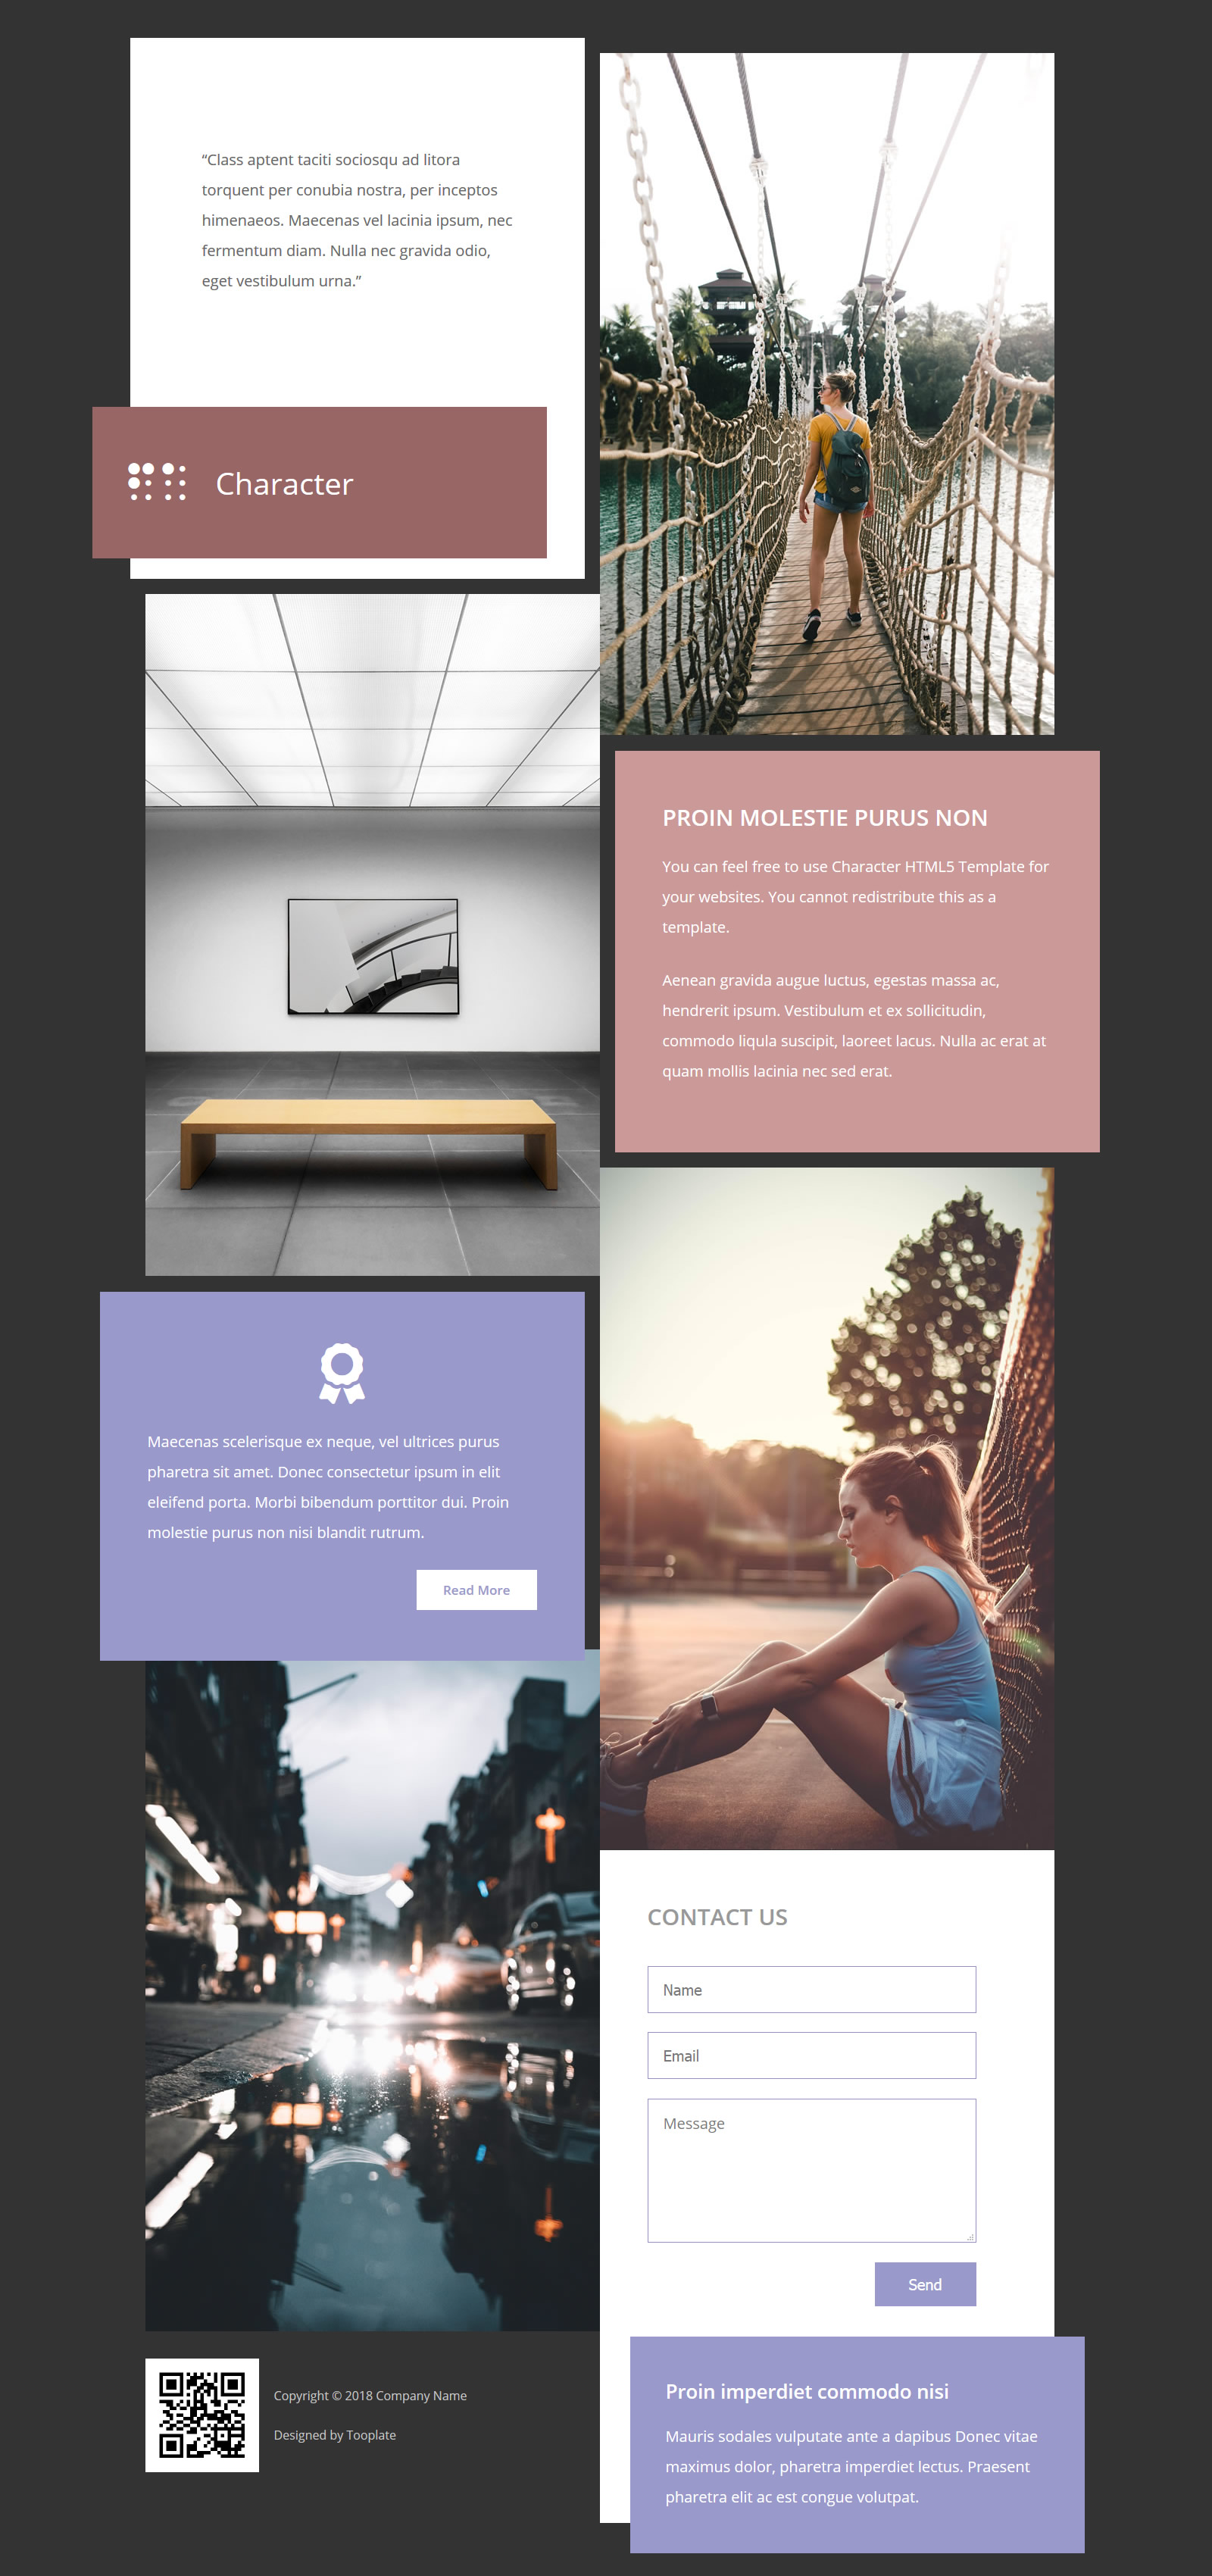 “Class aptent taciti sociosqu ad litora
torquent per conubia nostra, per inceptos
himenaeos. Maecenas vel lacinia ipsum, nec
fermentum diam. Nulla nec gravida odio,
eget vestibulum urna.”
Character
PROIN MOLESTIE PURUS NON
You can feel free to use Character HTML5 Template for
your websites. You cannot redistribute this as a
template.
Aenean gravida augue luctus, egestas massa ac,
hendrerit ipsum. Vestibulum et ex sollicitudin,
commodo liqula suscipit, laoreet lacus. Nulla ac erat at
quam mollis lacinia nec sed erat.
Maecenas scelerisque ex neque, vel ultrices purus
pharetra sit amet. Donec consectetur ipsum in elit
eleifend porta. Morbi bibendum porttitor dui. Proin
molestie purus non nisi blandit rutrum.
Read More
CONTACT US
Name
Email
Message
Send
Proin imperdiet commodo nisi
Mauris sodales vulputate ante a dapibus Donec vitae
maximus dolor, pharetra imperdiet lectus. Praesent
pharetra elit ac est congue volutpat.
Copyright © 2018 Company Name
Designed by Tooplate